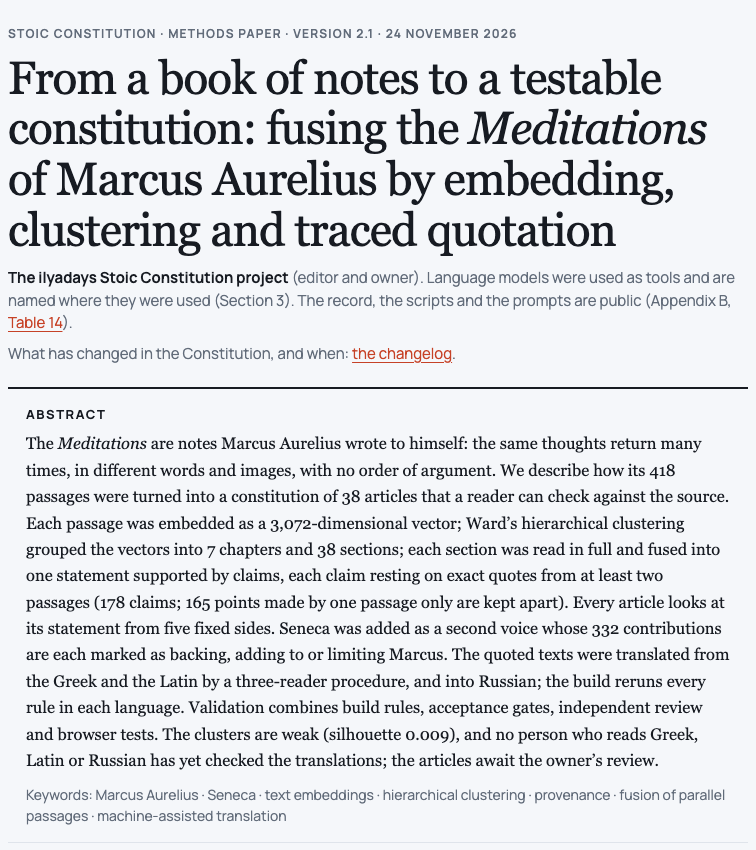 STOIC CONSTITUTION · METHODS PAPER · VERSION 2.1 · 24 NOVEMBER 2026
From a book of notes to a testable
constitution: fusing the Meditations
of Marcus Aurelius by embedding,
clustering and traced quotation
The ilyadays Stoic Constitution project (editor and owner). Language models were used as tools and are
named where they were used (Section 3). The record, the scripts and the prompts are public (Appendix B,
Table 14).
What has changed in the Constitution, and when: the changelog.
ABSTRACT
The Meditations are notes Marcus Aurelius wrote to himself: the same thoughts return many
times, in different words and images, with no order of argument. We describe how its 418
passages were turned into a constitution of 38 articles that a reader can check against the source.
Each passage was embedded as a 3,072-dimensional vector; Ward’s hierarchical clustering
grouped the vectors into 7 chapters and 38 sections; each section was read in full and fused into
one statement supported by claims, each claim resting on exact quotes from at least two
passages (178 claims; 165 points made by one passage only are kept apart). Every article looks at
its statement from five fixed sides. Seneca was added as a second voice whose 332 contributions
are each marked as backing, adding to or limiting Marcus. The quoted texts were translated from
the Greek and the Latin by a three-reader procedure, and into Russian; the build reruns every
rule in each language. Validation combines build rules, acceptance gates, independent review
and browser tests. The clusters are weak (silhouette 0.009), and no person who reads Greek,
Latin or Russian has yet checked the translations; the articles await the owner’s review.
Keywords: Marcus Aurelius · Seneca · text embeddings · hierarchical clustering · provenance · fusion of parallel
passages · machine-assisted translation